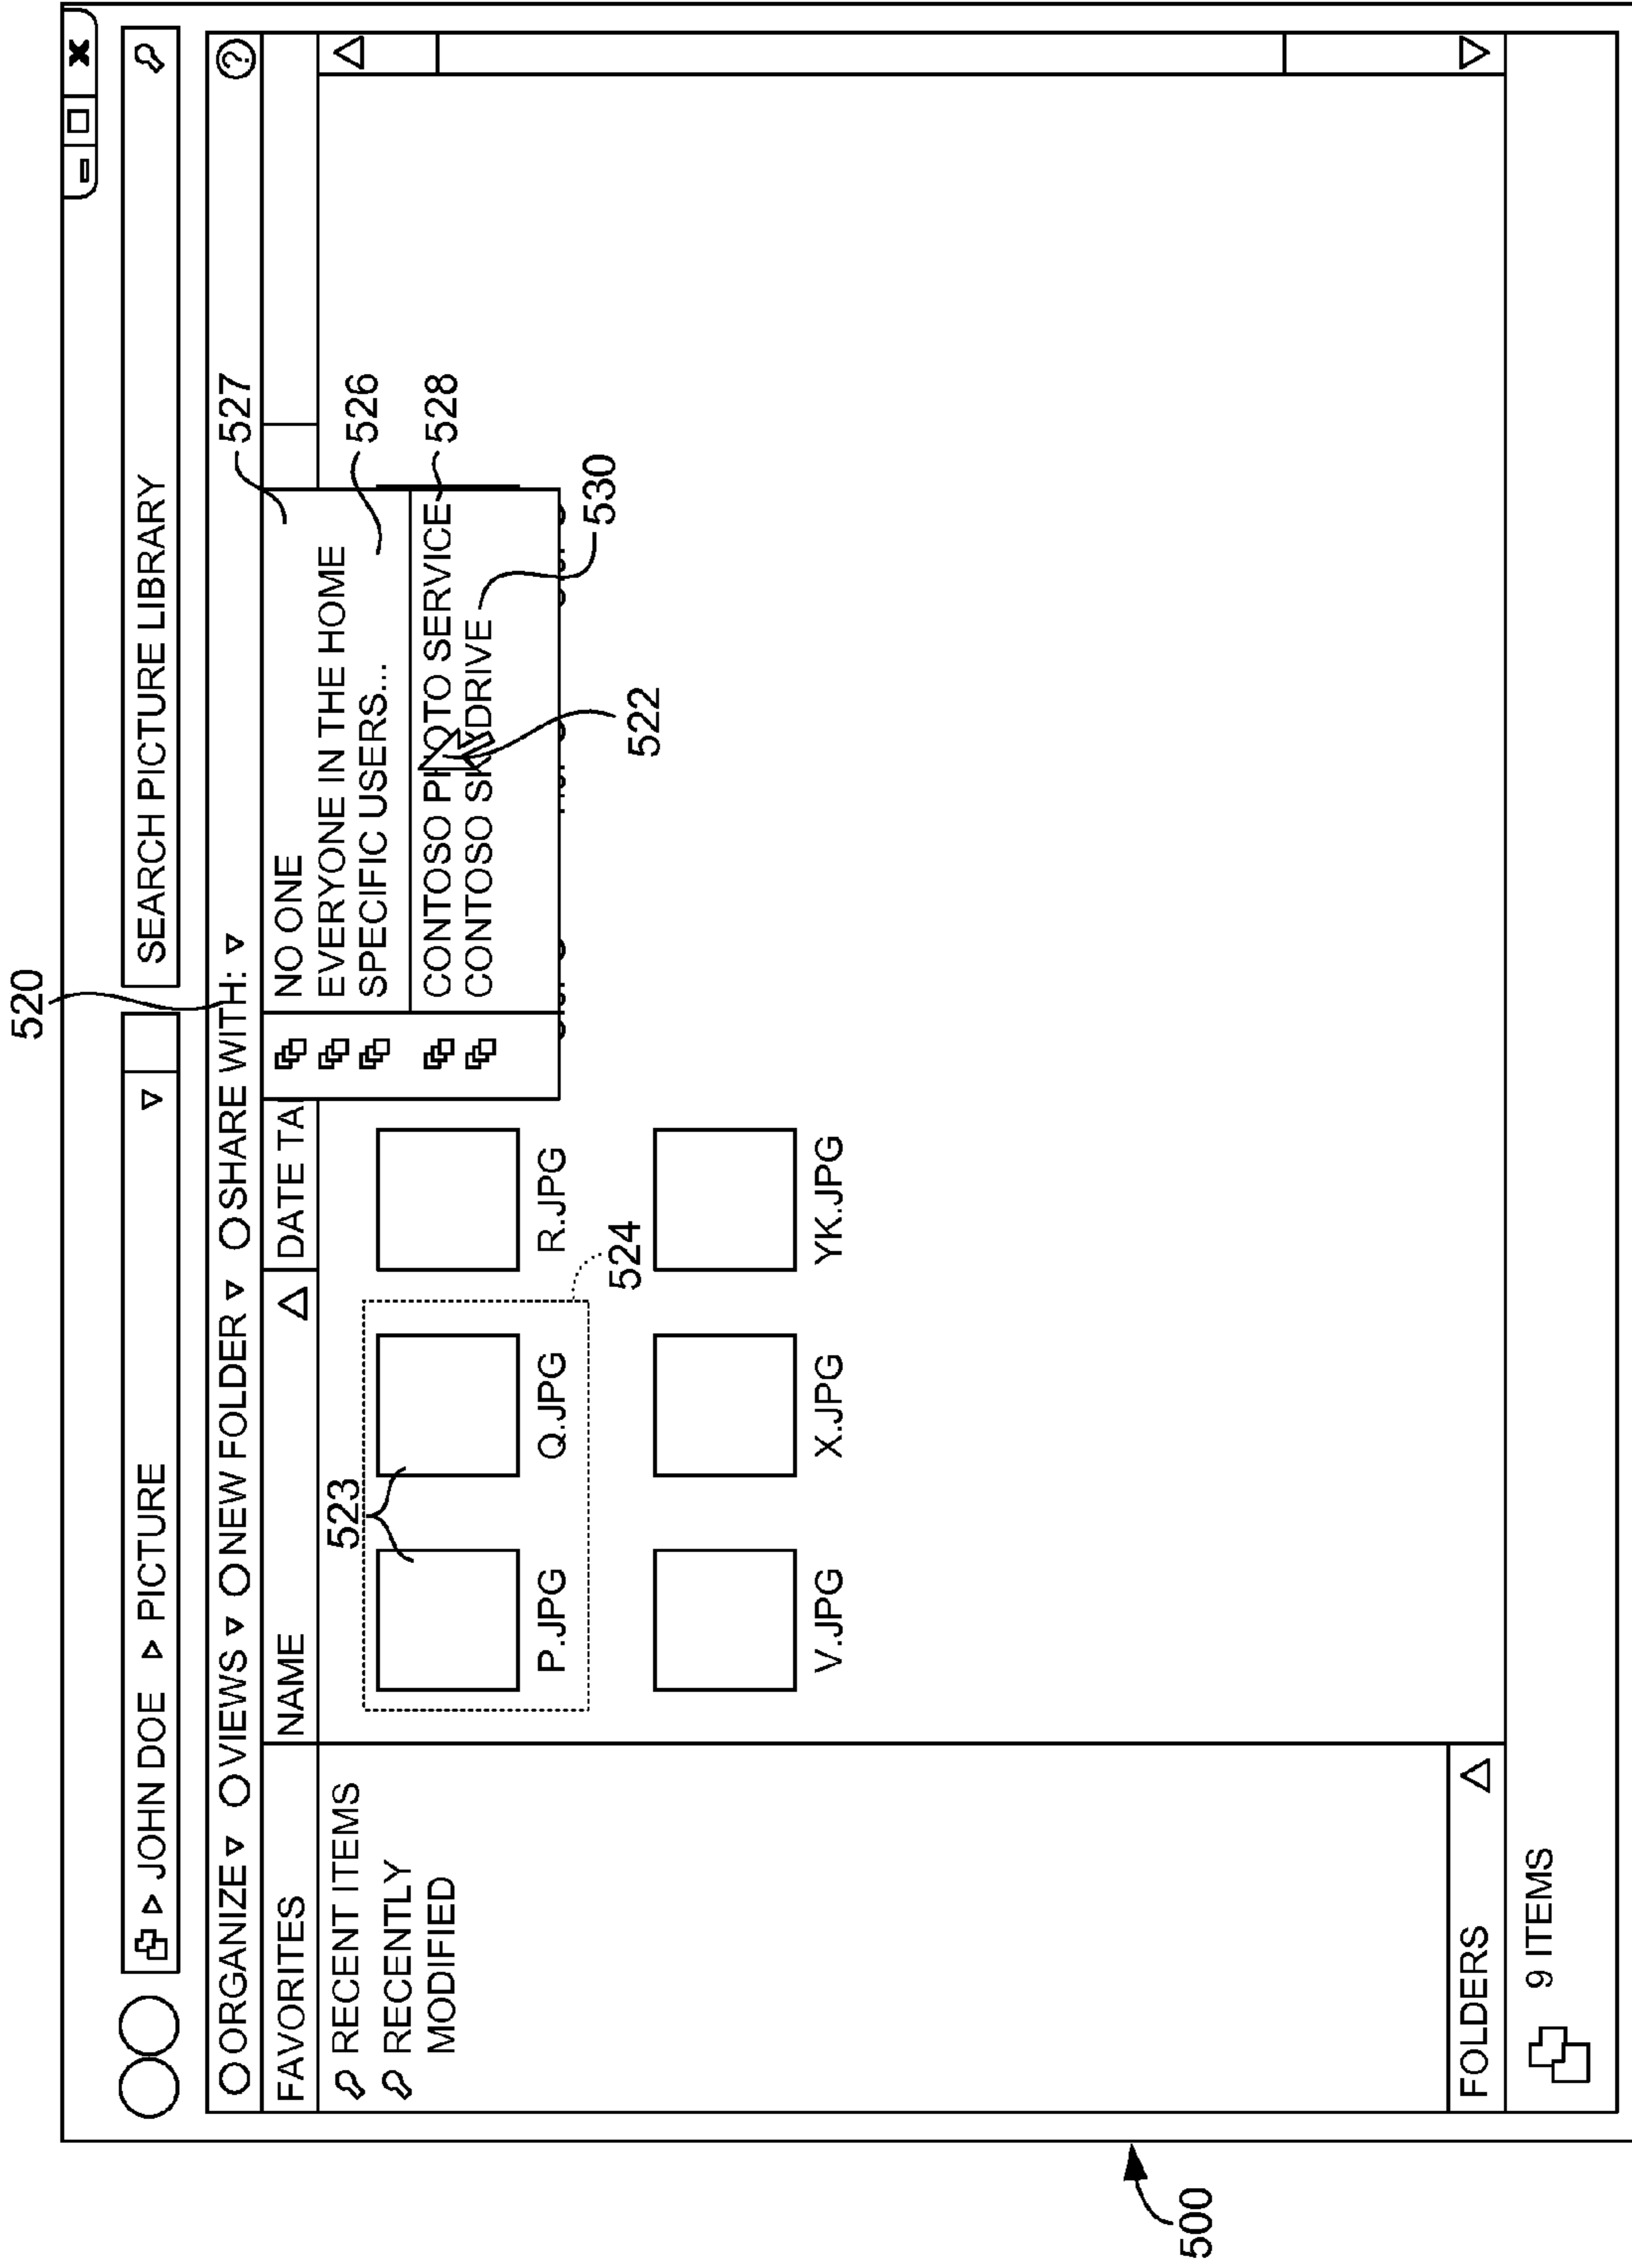 520
JOHN DOE PICTURE
SEARCH PICTURE LIBRARY
ORGANIZE VIEWS NEW FOLDER SHARE WITH: ?
FAVORITES NAME DATE TA
RECENT ITEMS
RECENTLY
MODIFIED
NO ONE
EVERYONE IN THE HOME
SPECIFIC USERS...
CONTOSO PHOTO SERVICE
CONTOSO SKYDRIVE
527
526
528
530
522
523
P.JPG Q.JPG R.JPG
524
V.JPG X.JPG YK.JPG
FOLDERS
9 ITEMS
500